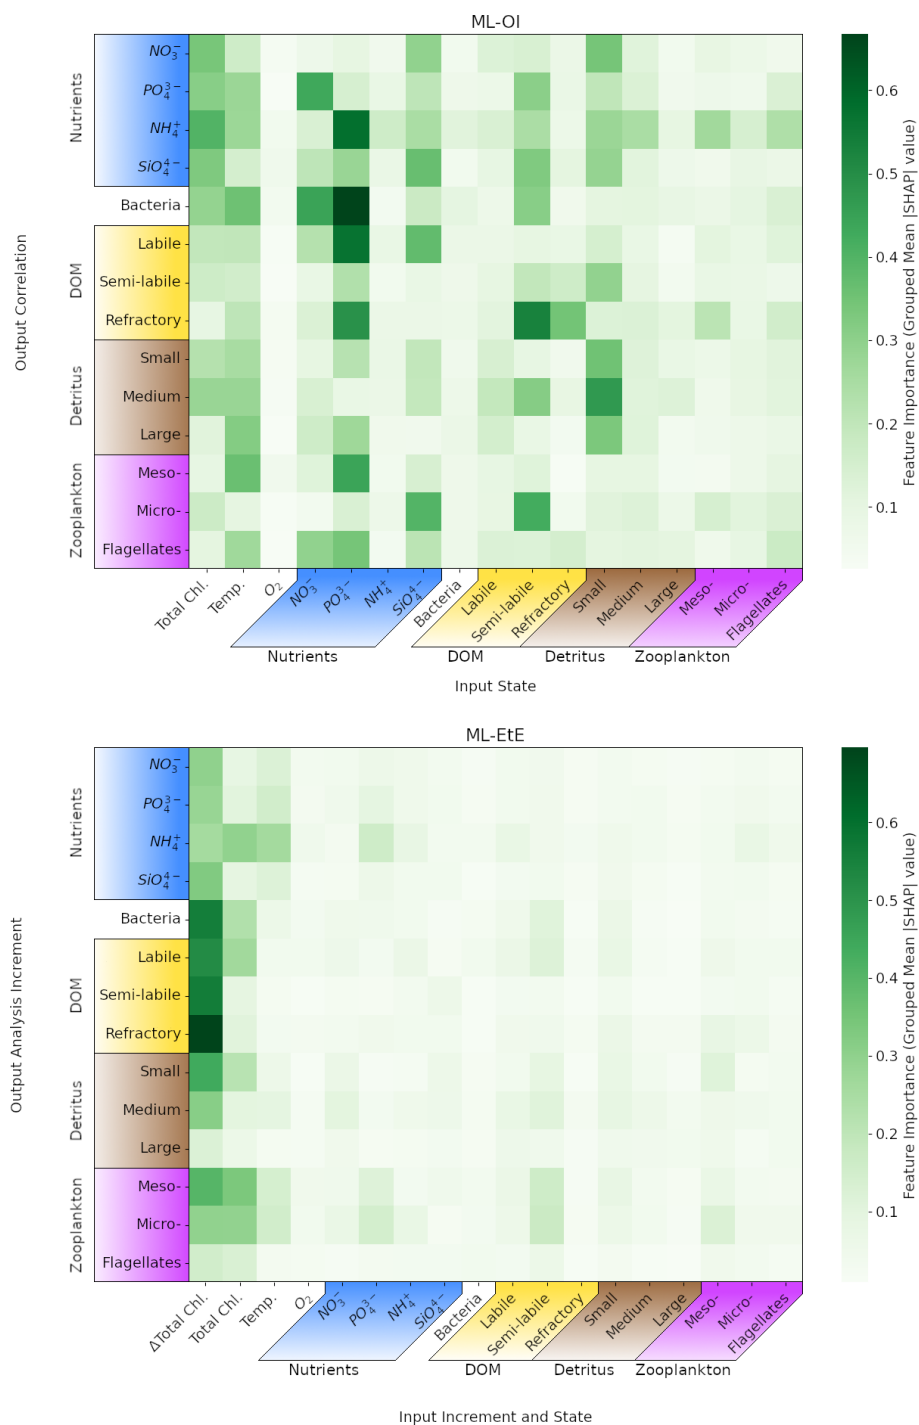 ML-OI
Output Correlation
Nutrients
NO₃⁻
PO₄³⁻
NH₄⁺
SiO₄⁴⁻
Bacteria
DOM
Labile
Semi-labile
Refractory
Detritus
Small
Medium
Large
Zooplankton
Meso-
Micro-
Flagellates
Total Chl.
Temp.
O₂
NO₃⁻
PO₄³⁻
NH₄⁺
SiO₄⁴⁻
Bacteria
Labile
Semi-labile
Refractory
Small
Medium
Large
Meso-
Micro-
Flagellates
Nutrients
DOM
Detritus
Zooplankton
Input State
0.6
0.5
0.4
0.3
0.2
0.1
Feature Importance (Grouped Mean |SHAP| value)
ML-EtE
Output Analysis Increment
Nutrients
NO₃⁻
PO₄³⁻
NH₄⁺
SiO₄⁴⁻
Bacteria
DOM
Labile
Semi-labile
Refractory
Detritus
Small
Medium
Large
Zooplankton
Meso-
Micro-
Flagellates
ΔTotal Chl.
Total Chl.
Temp.
O₂
NO₃⁻
PO₄³⁻
NH₄⁺
SiO₄⁴⁻
Bacteria
Labile
Semi-labile
Refractory
Small
Medium
Large
Meso-
Micro-
Flagellates
Nutrients
DOM
Detritus
Zooplankton
Input Increment and State
0.6
0.5
0.4
0.3
0.2
0.1
Feature Importance (Grouped Mean |SHAP| value)